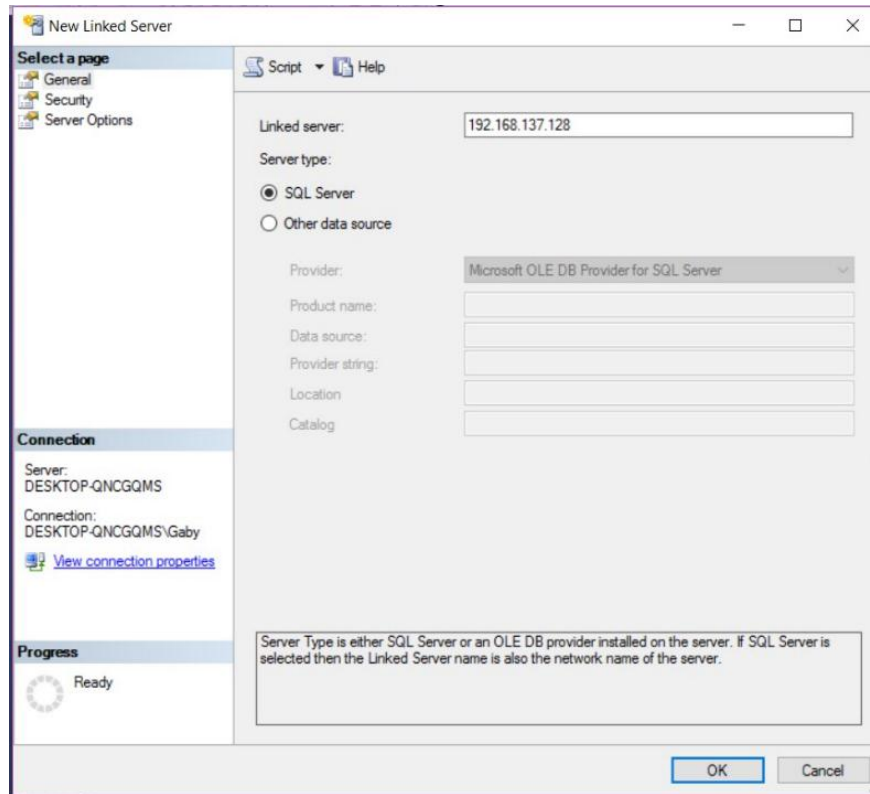 New Linked Server
Select a page
General
Security
Server Options
Script
Help
Linked server:
192.168.137.128
Server type:
SQL Server
Other data source
Provider:
Microsoft OLE DB Provider for SQL Server
Product name:
Data source:
Provider string:
Location
Catalog
Connection
Server:
DESKTOP-QNCGQMS
Connection:
DESKTOP-QNCGQMS\Gaby
View connection properties
Progress
Ready
Server Type is either SQL Server or an OLE DB provider installed on the server. If SQL Server is
selected then the Linked Server name is also the network name of the server.
OK
Cancel